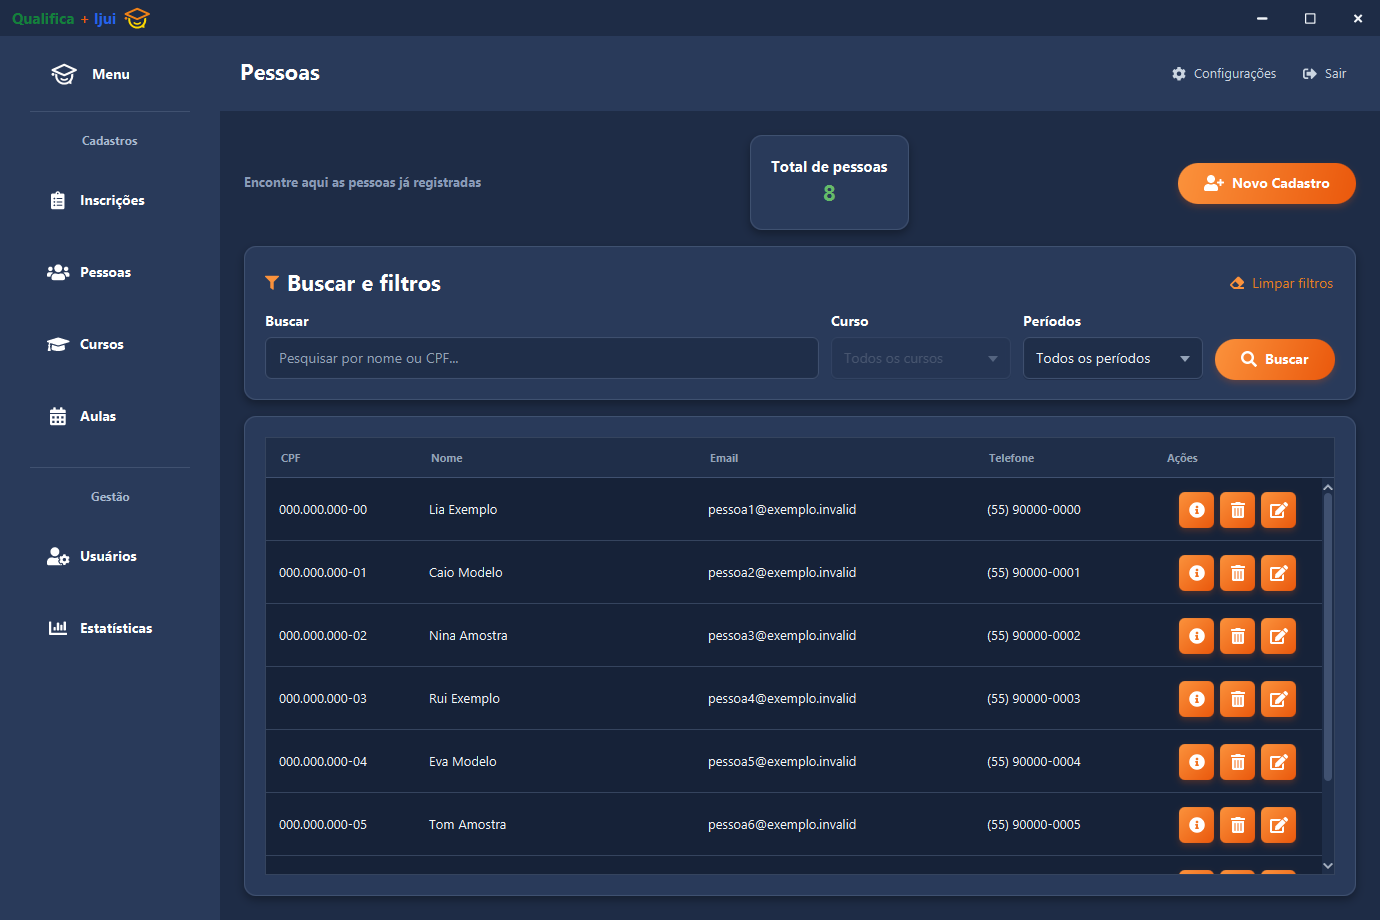 Qualifica + Ijui
Menu
Pessoas
Configurações
Sair
Cadastros
Inscrições
Pessoas
Cursos
Aulas
Gestão
Usuários
Estatísticas
Encontre aqui as pessoas já registradas
Total de pessoas
8
Novo Cadastro
Buscar e filtros
Limpar filtros
Buscar
Curso
Períodos
Pesquisar por nome ou CPF...
Todos os cursos
Todos os períodos
Buscar
CPF Nome Email Telefone Ações
000.000.000-00 Lia Exemplo pessoa1@exemplo.invalid (55) 90000-0000
000.000.000-01 Caio Modelo pessoa2@exemplo.invalid (55) 90000-0001
000.000.000-02 Nina Amostra pessoa3@exemplo.invalid (55) 90000-0002
000.000.000-03 Rui Exemplo pessoa4@exemplo.invalid (55) 90000-0003
000.000.000-04 Eva Modelo pessoa5@exemplo.invalid (55) 90000-0004
000.000.000-05 Tom Amostra pessoa6@exemplo.invalid (55) 90000-0005